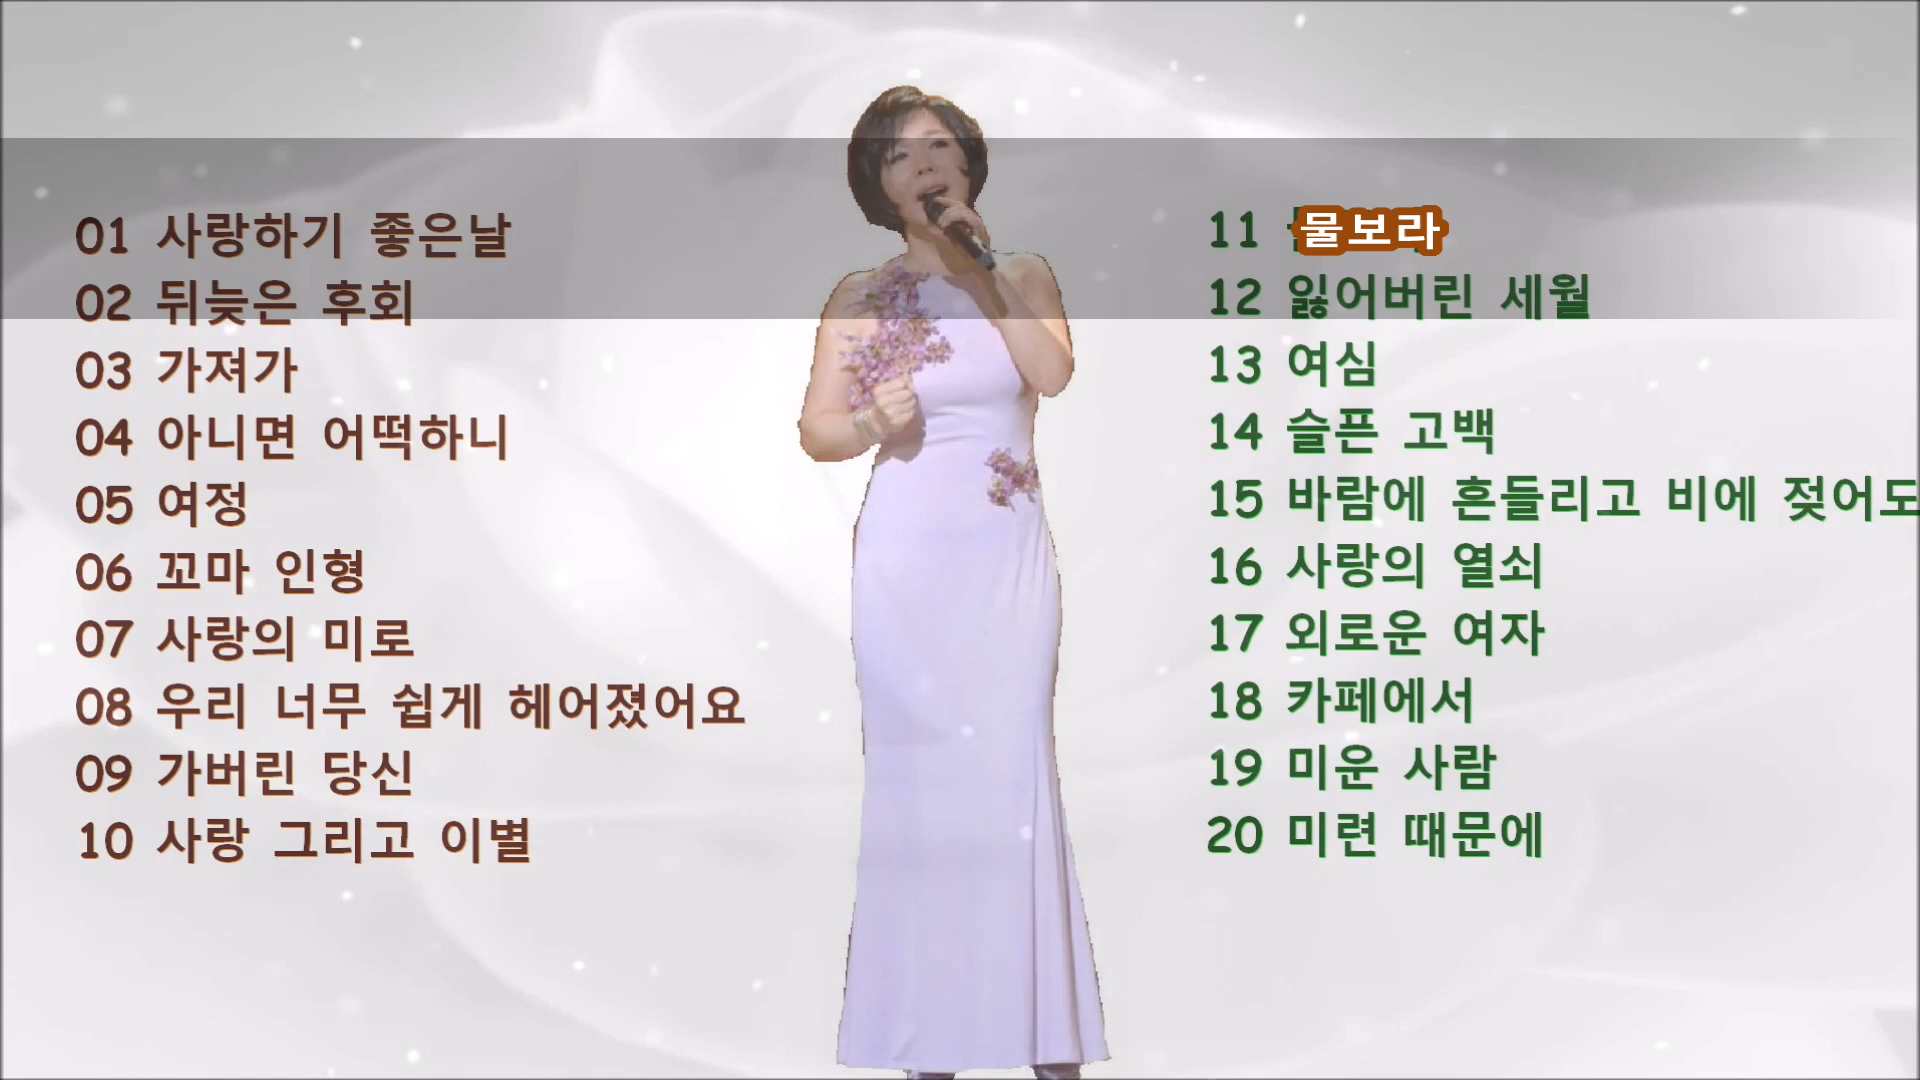 01 사랑하기 좋은날
02 뒤늦은 후회
03 가져가
04 아니면 어떡하니
05 여정
06 꼬마 인형
07 사랑의 미로
08 우리 너무 쉽게 헤어졌어요
09 가버린 당신
10 사랑 그리고 이별
11 물보라
12 잃어버린 세월
13 여심
14 슬픈 고백
15 바람에 흔들리고 비에 젖어도
16 사랑의 열쇠
17 외로운 여자
18 카페에서
19 미운 사람
20 미련 때문에